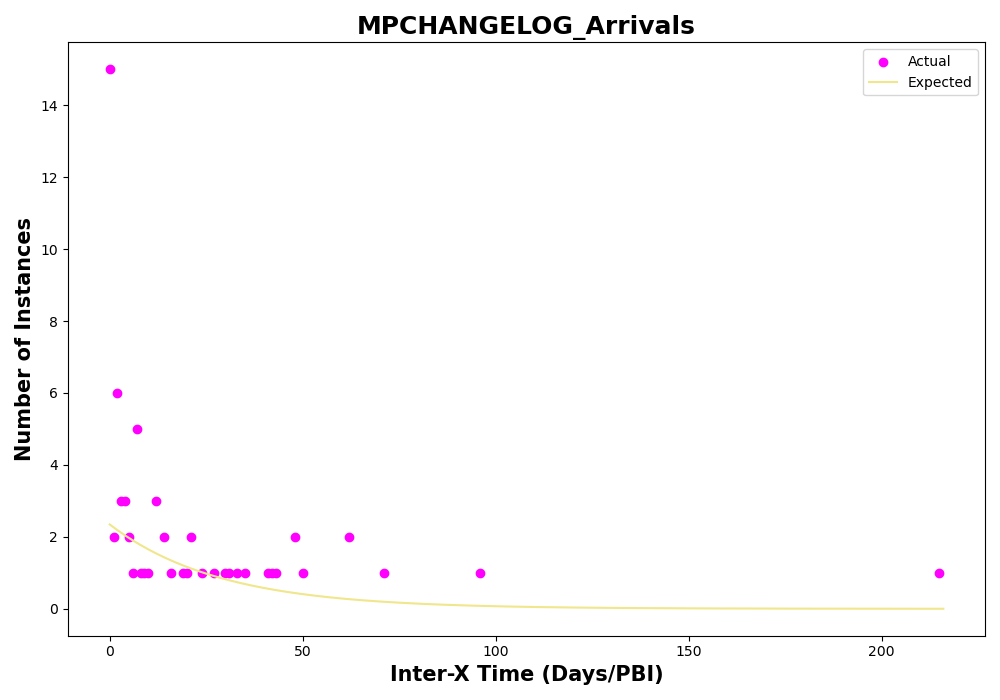 MPCHANGELOG_Arrivals
Actual
Expected
Number of Instances
14
12
10
8
6
4
2
0
0
50
100
150
200
Inter-X Time (Days/PBI)